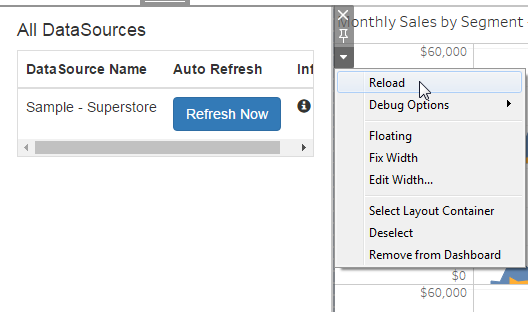 All DataSources
DataSource Name Auto Refresh Inf
Sample - Superstore Refresh Now
Monthly Sales by Segment
$60,000
Reload
Debug Options
Floating
Fix Width
Edit Width...
Select Layout Container
Deselect
Remove from Dashboard
$0
$60,000